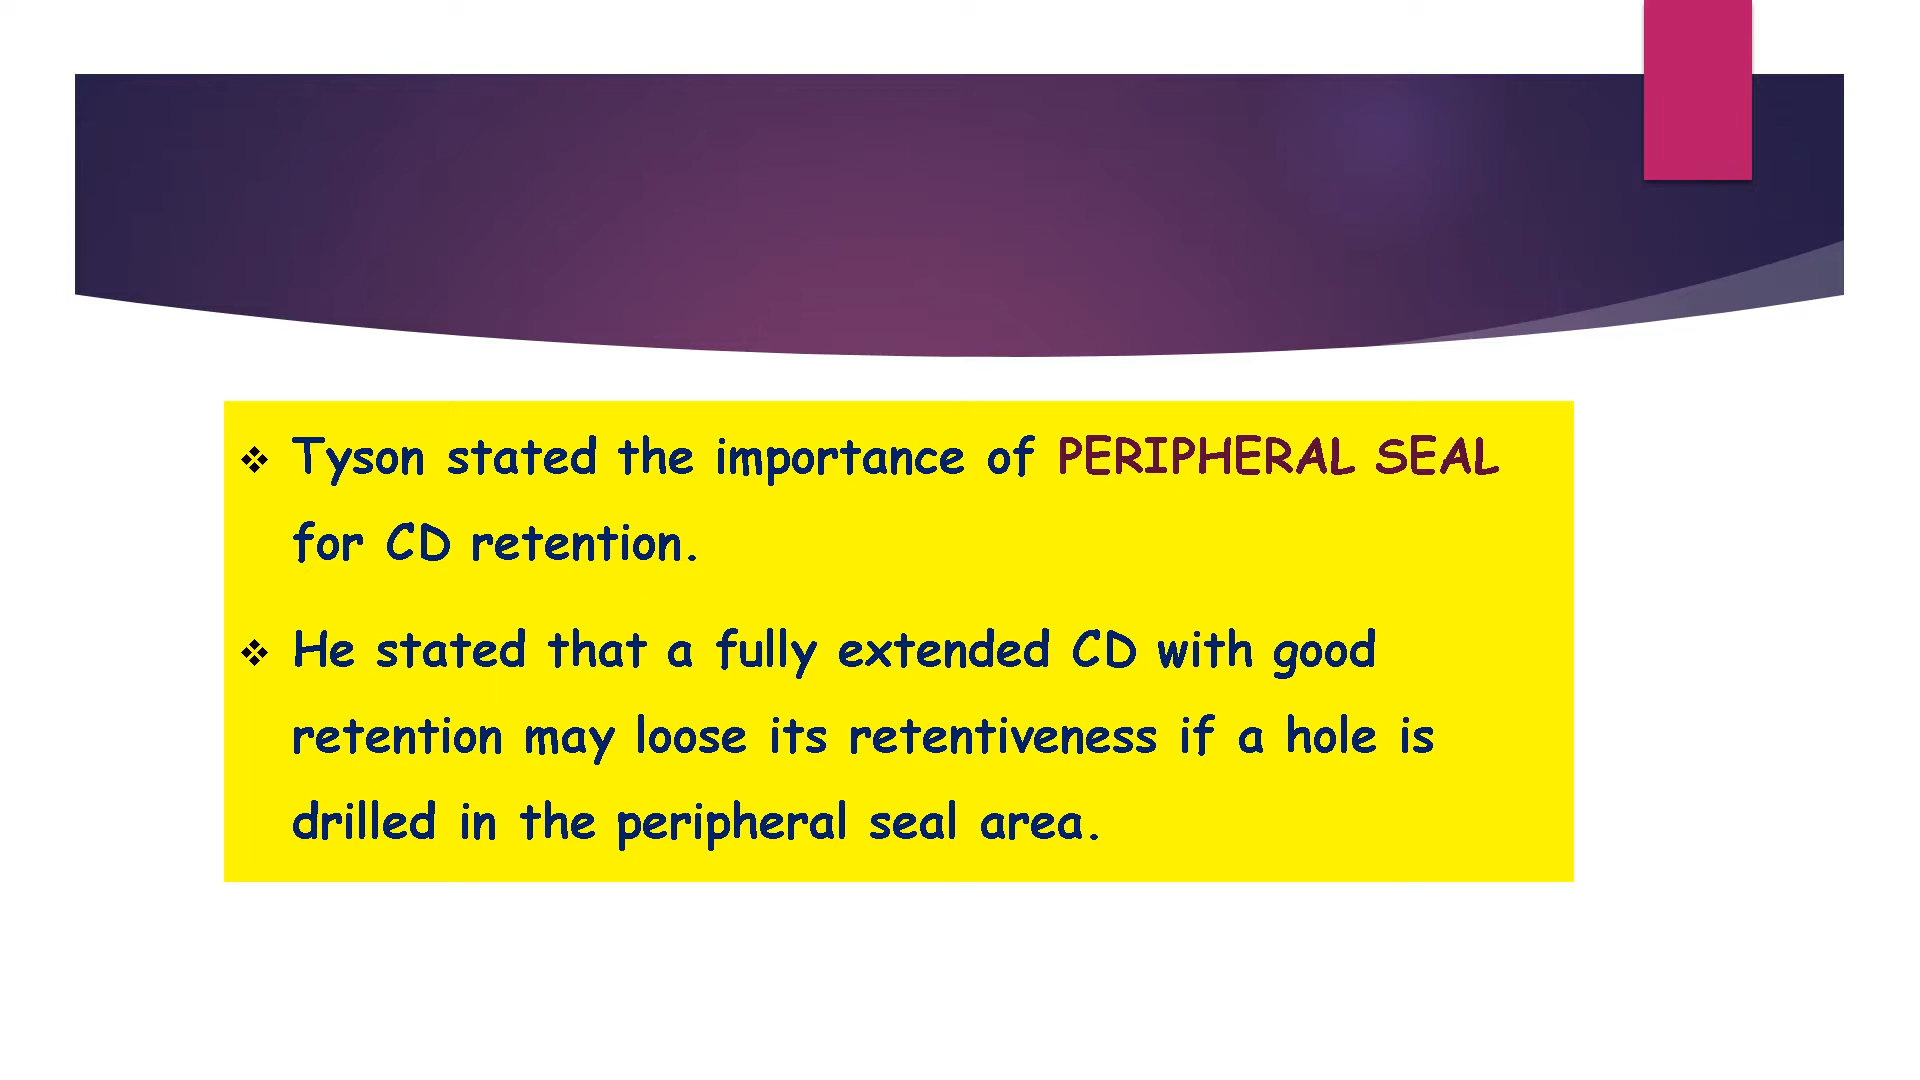 ❖ Tyson stated the importance of PERIPHERAL SEAL
for CD retention.
❖ He stated that a fully extended CD with good
retention may loose its retentiveness if a hole is
drilled in the peripheral seal area.